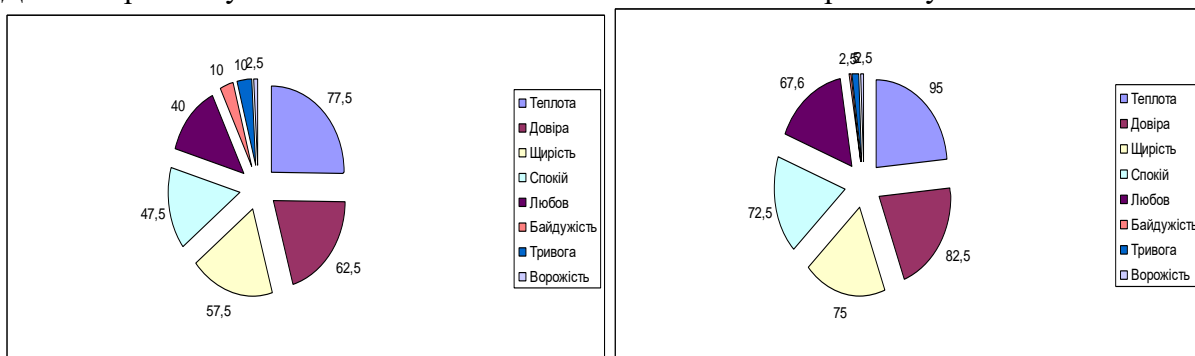 77,5
62,5
57,5
47,5
40
10
10
2,5
Теплота
Довіра
Щирість
Спокій
Любов
Байдужість
Тривога
Ворожість
95
82,5
75
72,5
67,6
2,5
2,5
Теплота
Довіра
Щирість
Спокій
Любов
Байдужість
Тривога
Ворожість